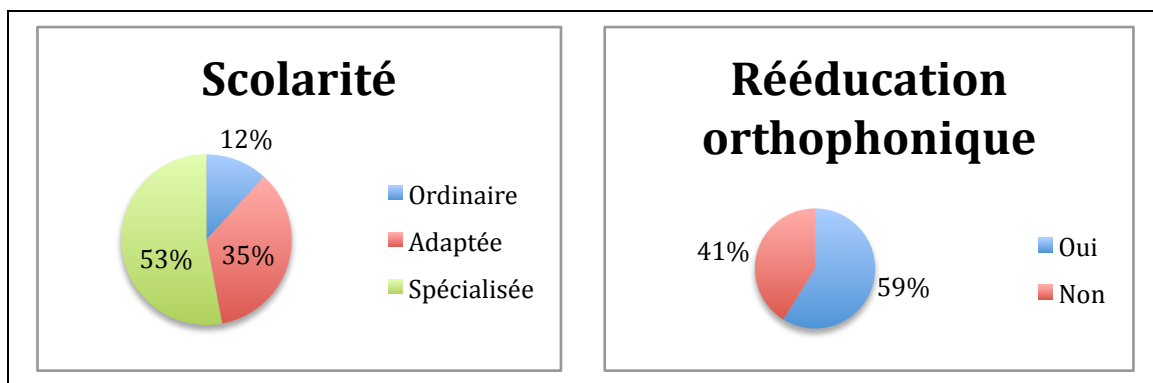 Scolarité
12%
35%
53%
Ordinaire
Adaptée
Spécialisée
Rééducation
orthophonique
41%
59%
Oui
Non